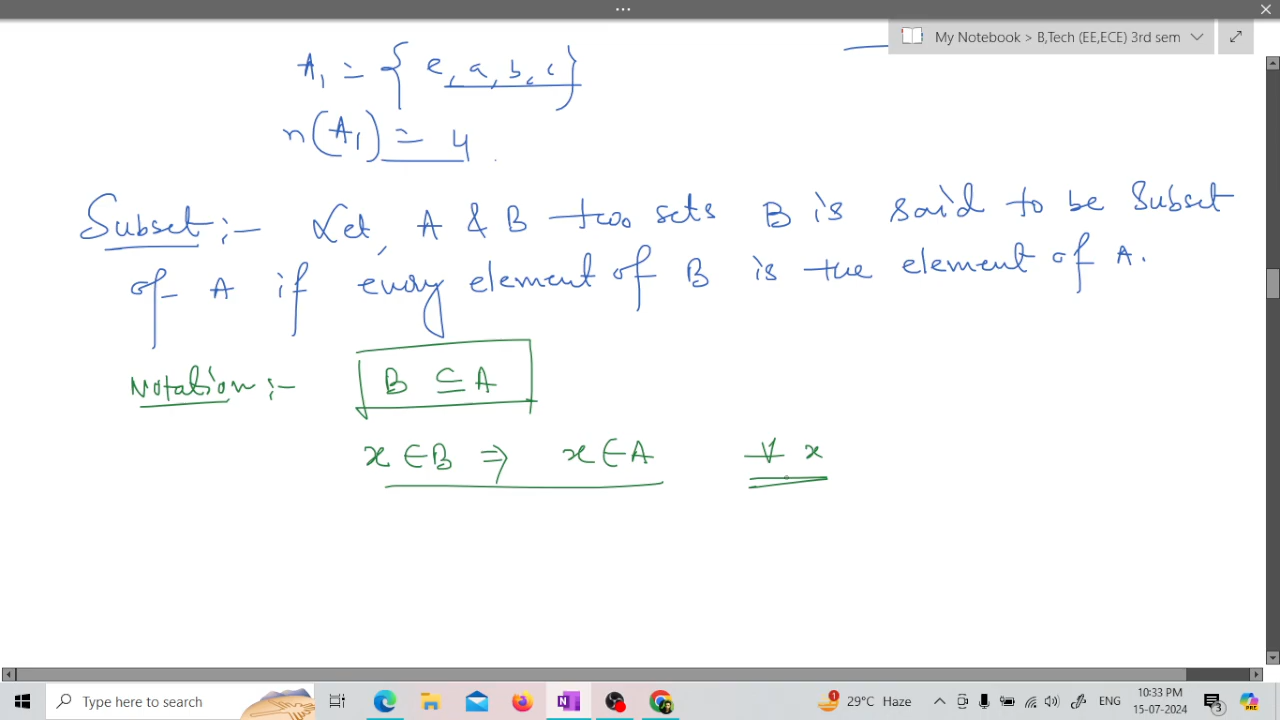 ...
My Notebook > B,Tech (EE,ECE) 3rd sem
A₁ = { e, a, b, c}
n(A₁) = 4
Subset :- Let, A & B two sets B is said to be Subset
of A if every element of B is the element of A.
Notation :- B ⊆ A
x ∈ B ⇒ x ∈ A ∀ x
Type here to search
1 29°C Haze ENG 10:33 PM 3
15-07-2024